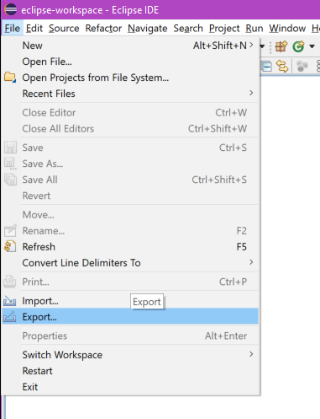 eclipse-workspace - Eclipse IDE
File Edit Source Refactor Navigate Search Project Run Window
New Alt+Shift+N
Open File...
Open Projects from File System...
Recent Files
Close Editor Ctrl+W
Close All Editors Ctrl+Shift+W
Save Ctrl+S
Save As...
Save All Ctrl+Shift+S
Revert
Move...
Rename... F2
Refresh F5
Convert Line Delimiters To
Print... Ctrl+P
Import... Export
Export...
Properties Alt+Enter
Switch Workspace
Restart
Exit